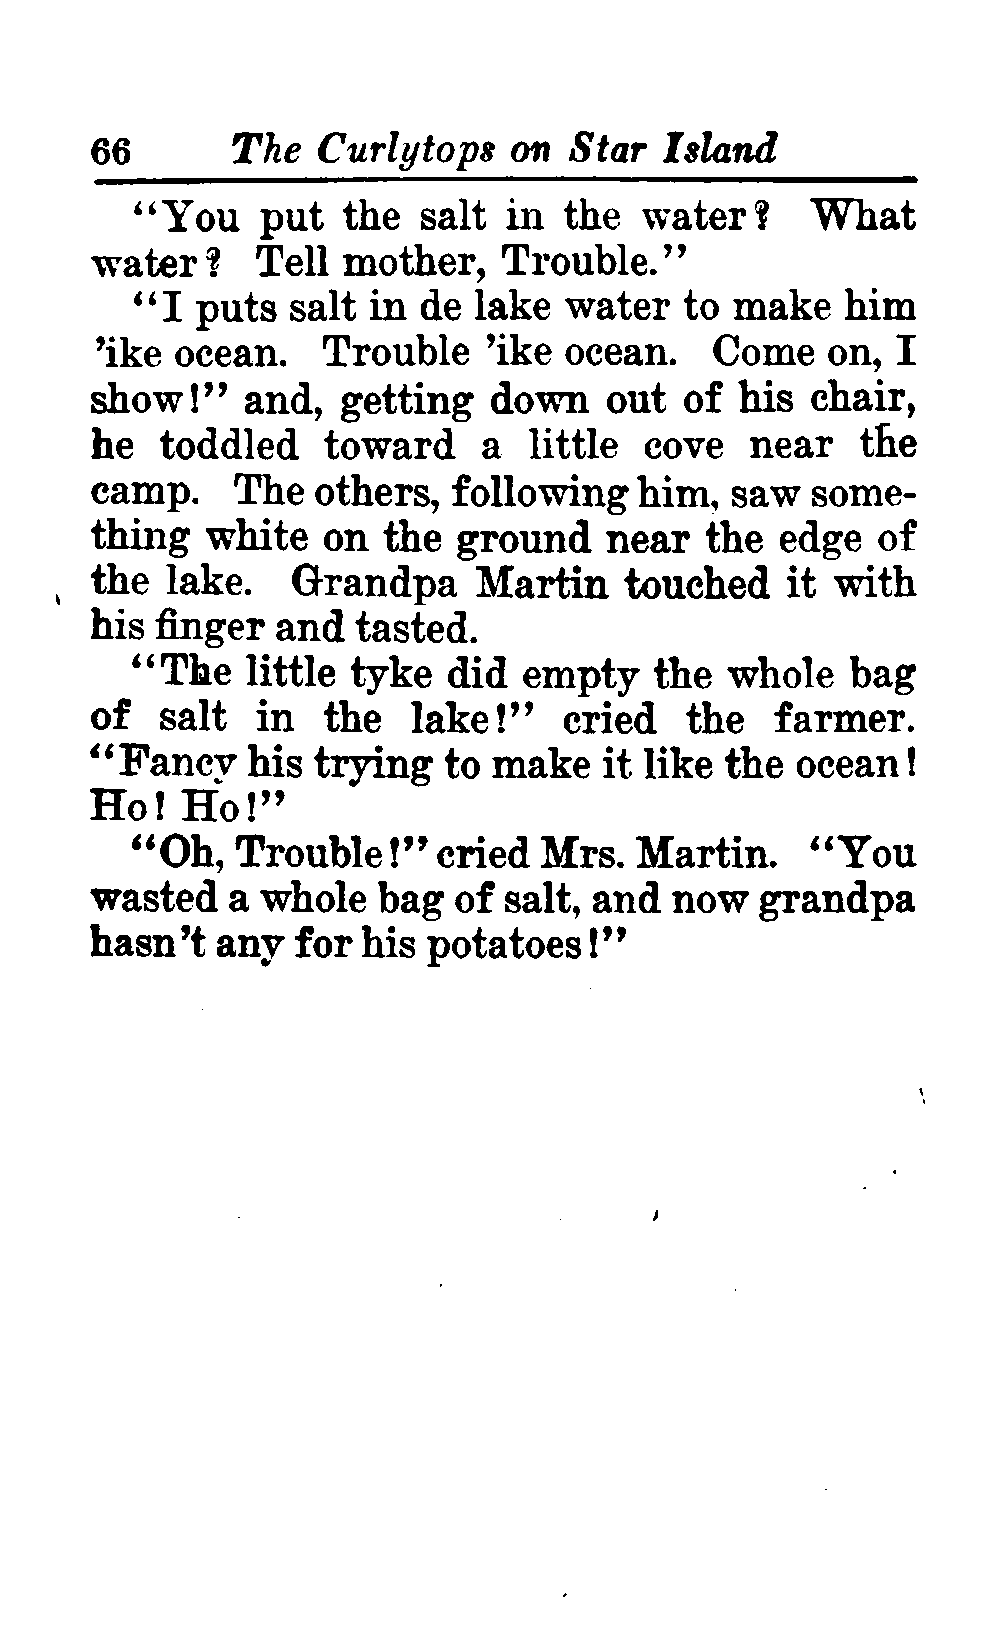 66 The Curlytops on Star Island
"You put the salt in the water? What
water? Tell mother, Trouble."
"I puts salt in de lake water to make him
'ike ocean. Trouble 'ike ocean. Come on, I
show!" and, getting down out of his chair,
he toddled toward a little cove near the
camp. The others, following him, saw some-
thing white on the ground near the edge of
the lake. Grandpa Martin touched it with
his finger and tasted.
"The little tyke did empty the whole bag
of salt in the lake!" cried the farmer.
"Fancy his trying to make it like the ocean!
Ho! Ho!"
"Oh, Trouble!" cried Mrs. Martin. "You
wasted a whole bag of salt, and now grandpa
hasn't any for his potatoes!"